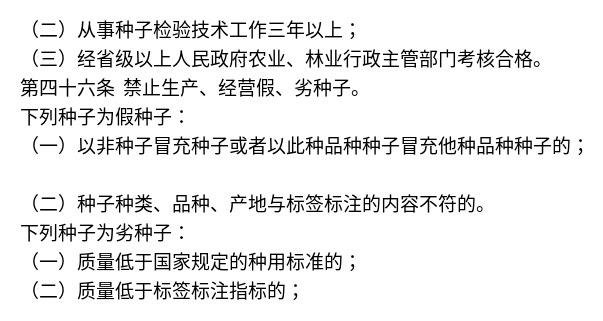 （二）从事种子检验技术工作三年以上；
（三）经省级以上人民政府农业、林业行政主管部门考核合格。
第四十六条 禁止生产、经营假、劣种子。
下列种子为假种子：
（一）以非种子冒充种子或者以此种品种种子冒充他种品种种子的；
（二）种子种类、品种、产地与标签标注的内容不符的。
下列种子为劣种子：
（一）质量低于国家规定的种用标准的；
（二）质量低于标签标注指标的；